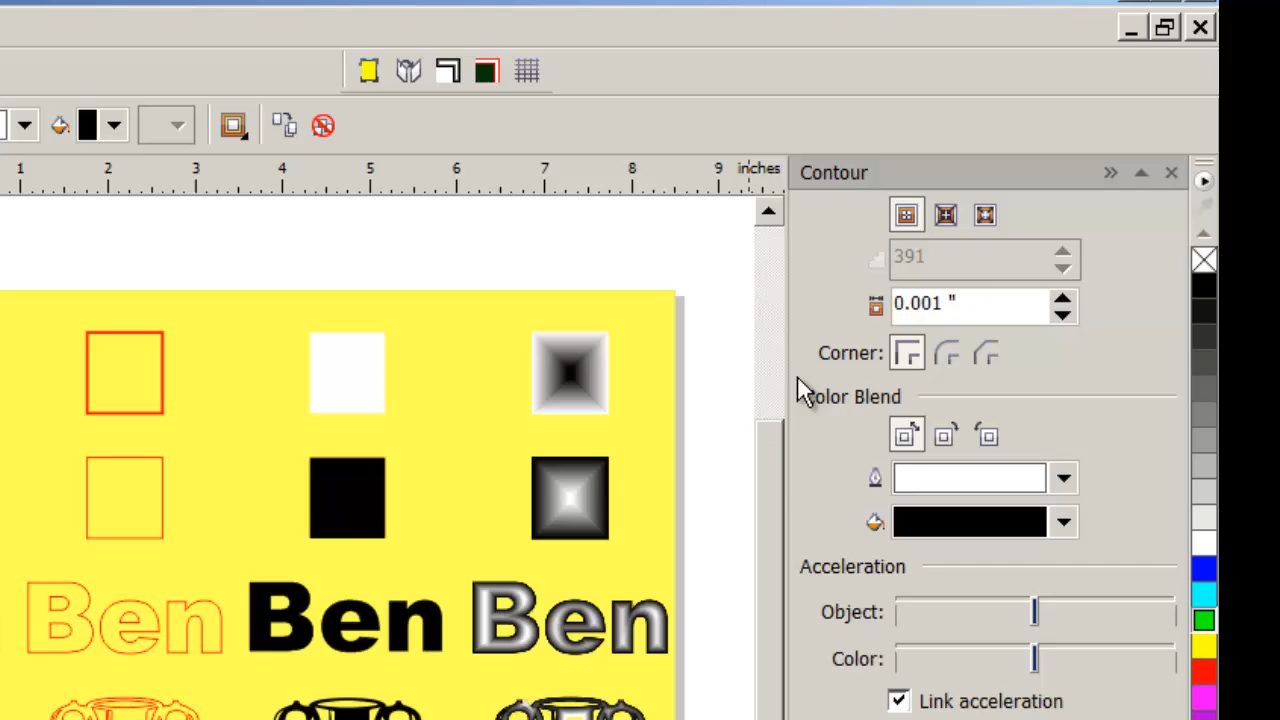 1 2 3 4 5 6 7 8 9 inches
Contour
391
0.001 "
Corner:
Color Blend
Ben Ben Ben
Acceleration
Object:
Color:
Link acceleration